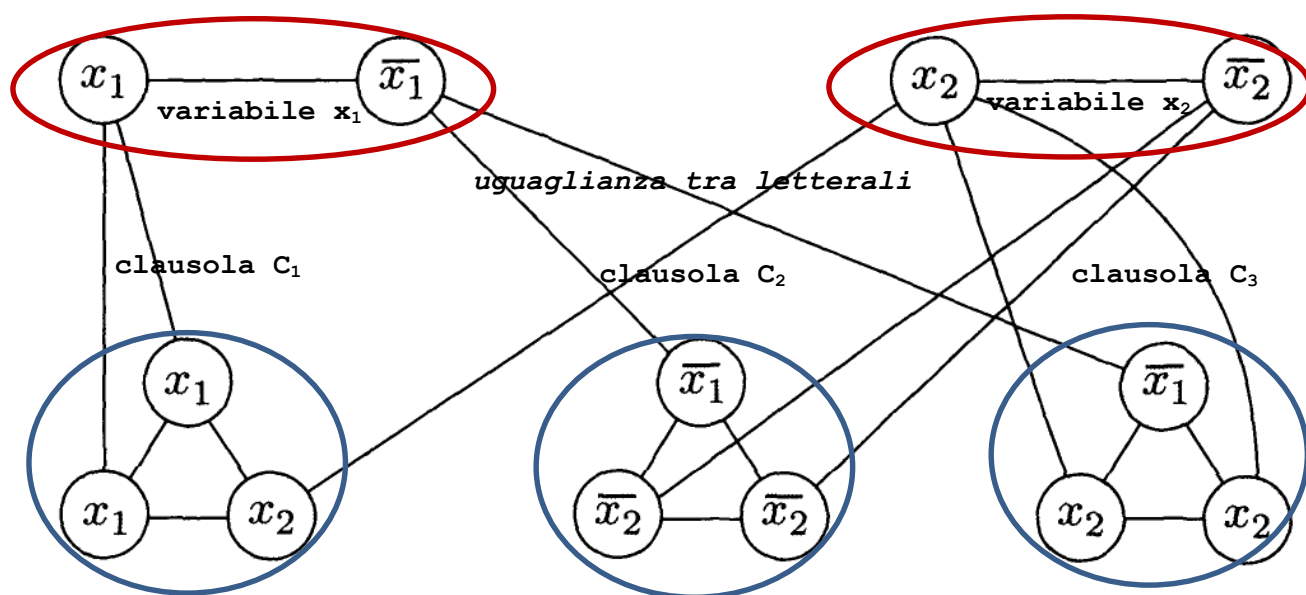 x₁ x̅₁ x₂ x̅₂
variabile x₁ variabile x₂
uguaglianza tra letterali
clausola C₁ clausola C₂ clausola C₃
x₁ x̅₁ x̅₁
x₁ x₂ x̅₂ x̅₂ x₂ x₂